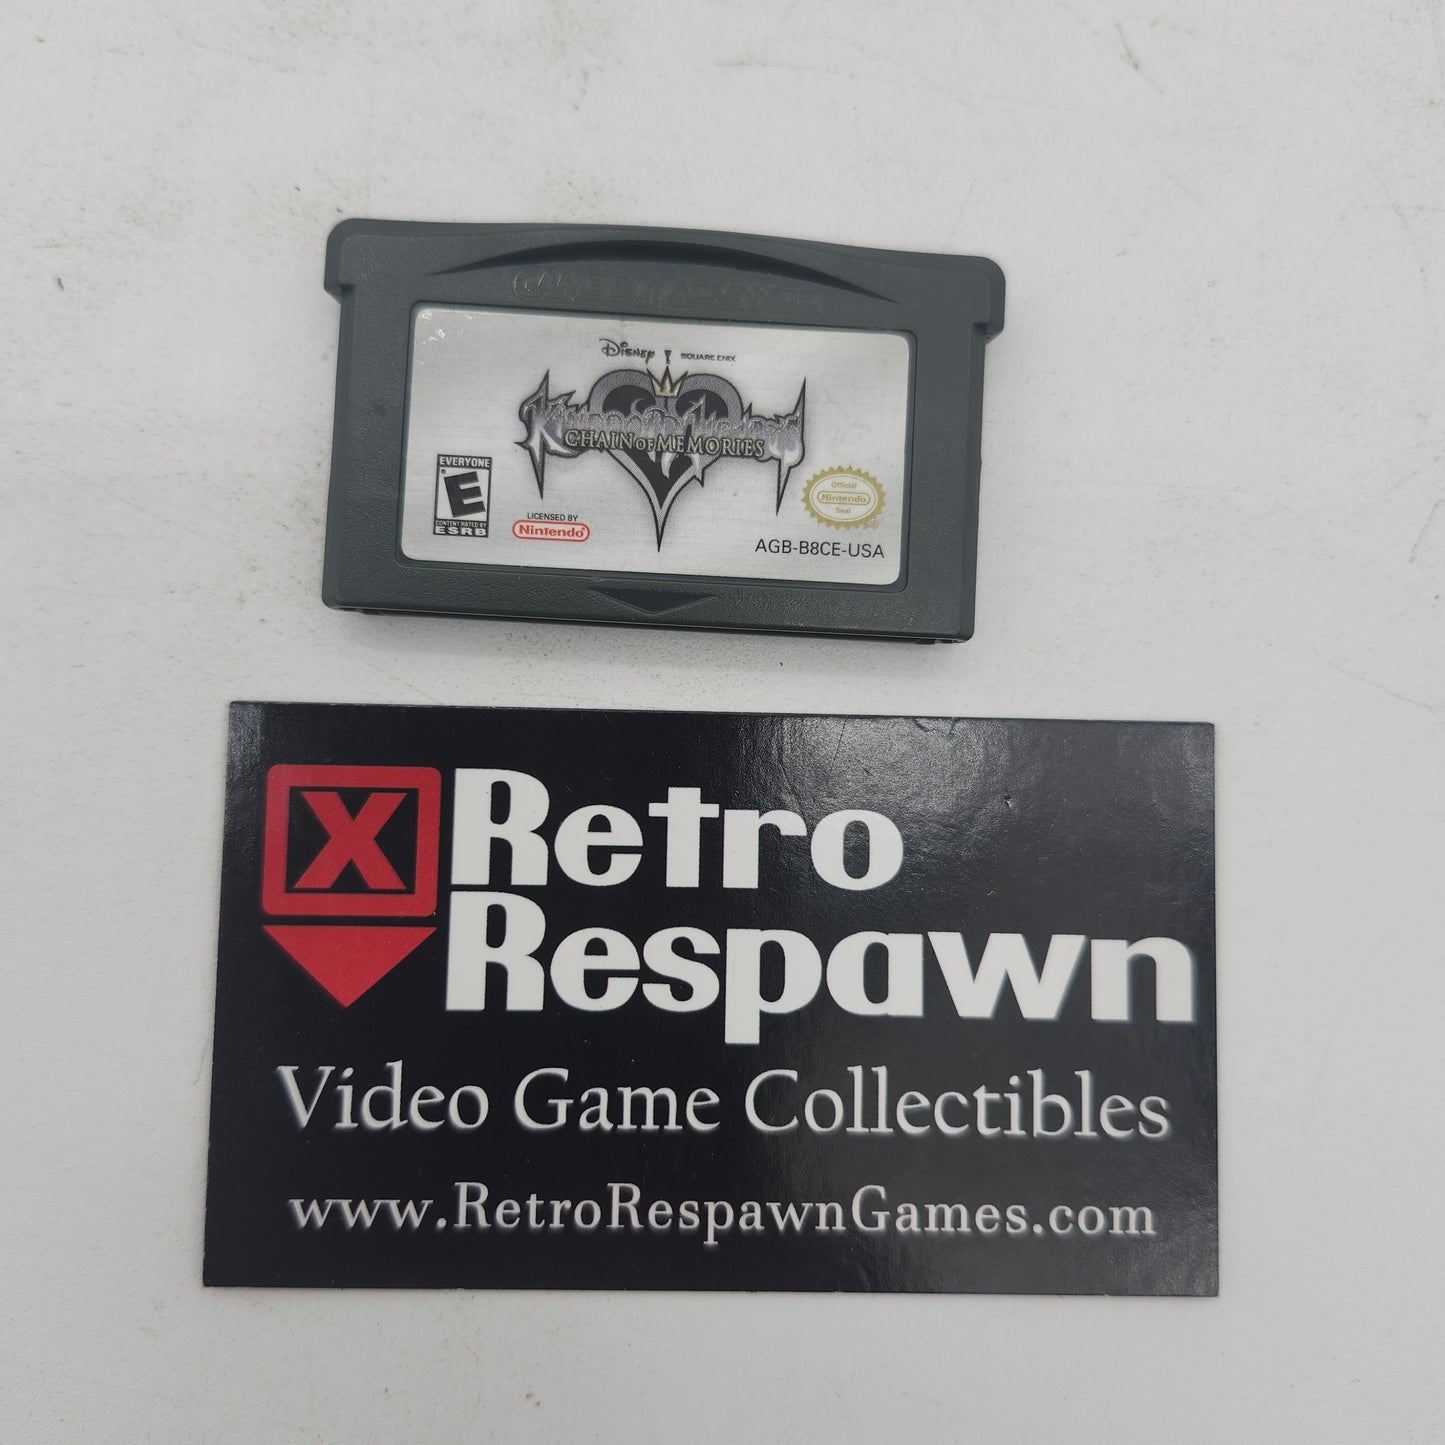 GAME BOY ADVANCE
Disney SQUARE ENIX
KINGDOM HEARTS
CHAIN OF MEMORIES
EVERYONE
E
CONTENT RATED BY
ESRB
LICENSED BY
Nintendo®
Official
Nintendo
Seal
AGB-B8CE-USA
X
Retro
Respawn
Video Game Collectibles
www.RetroRespawnGames.com